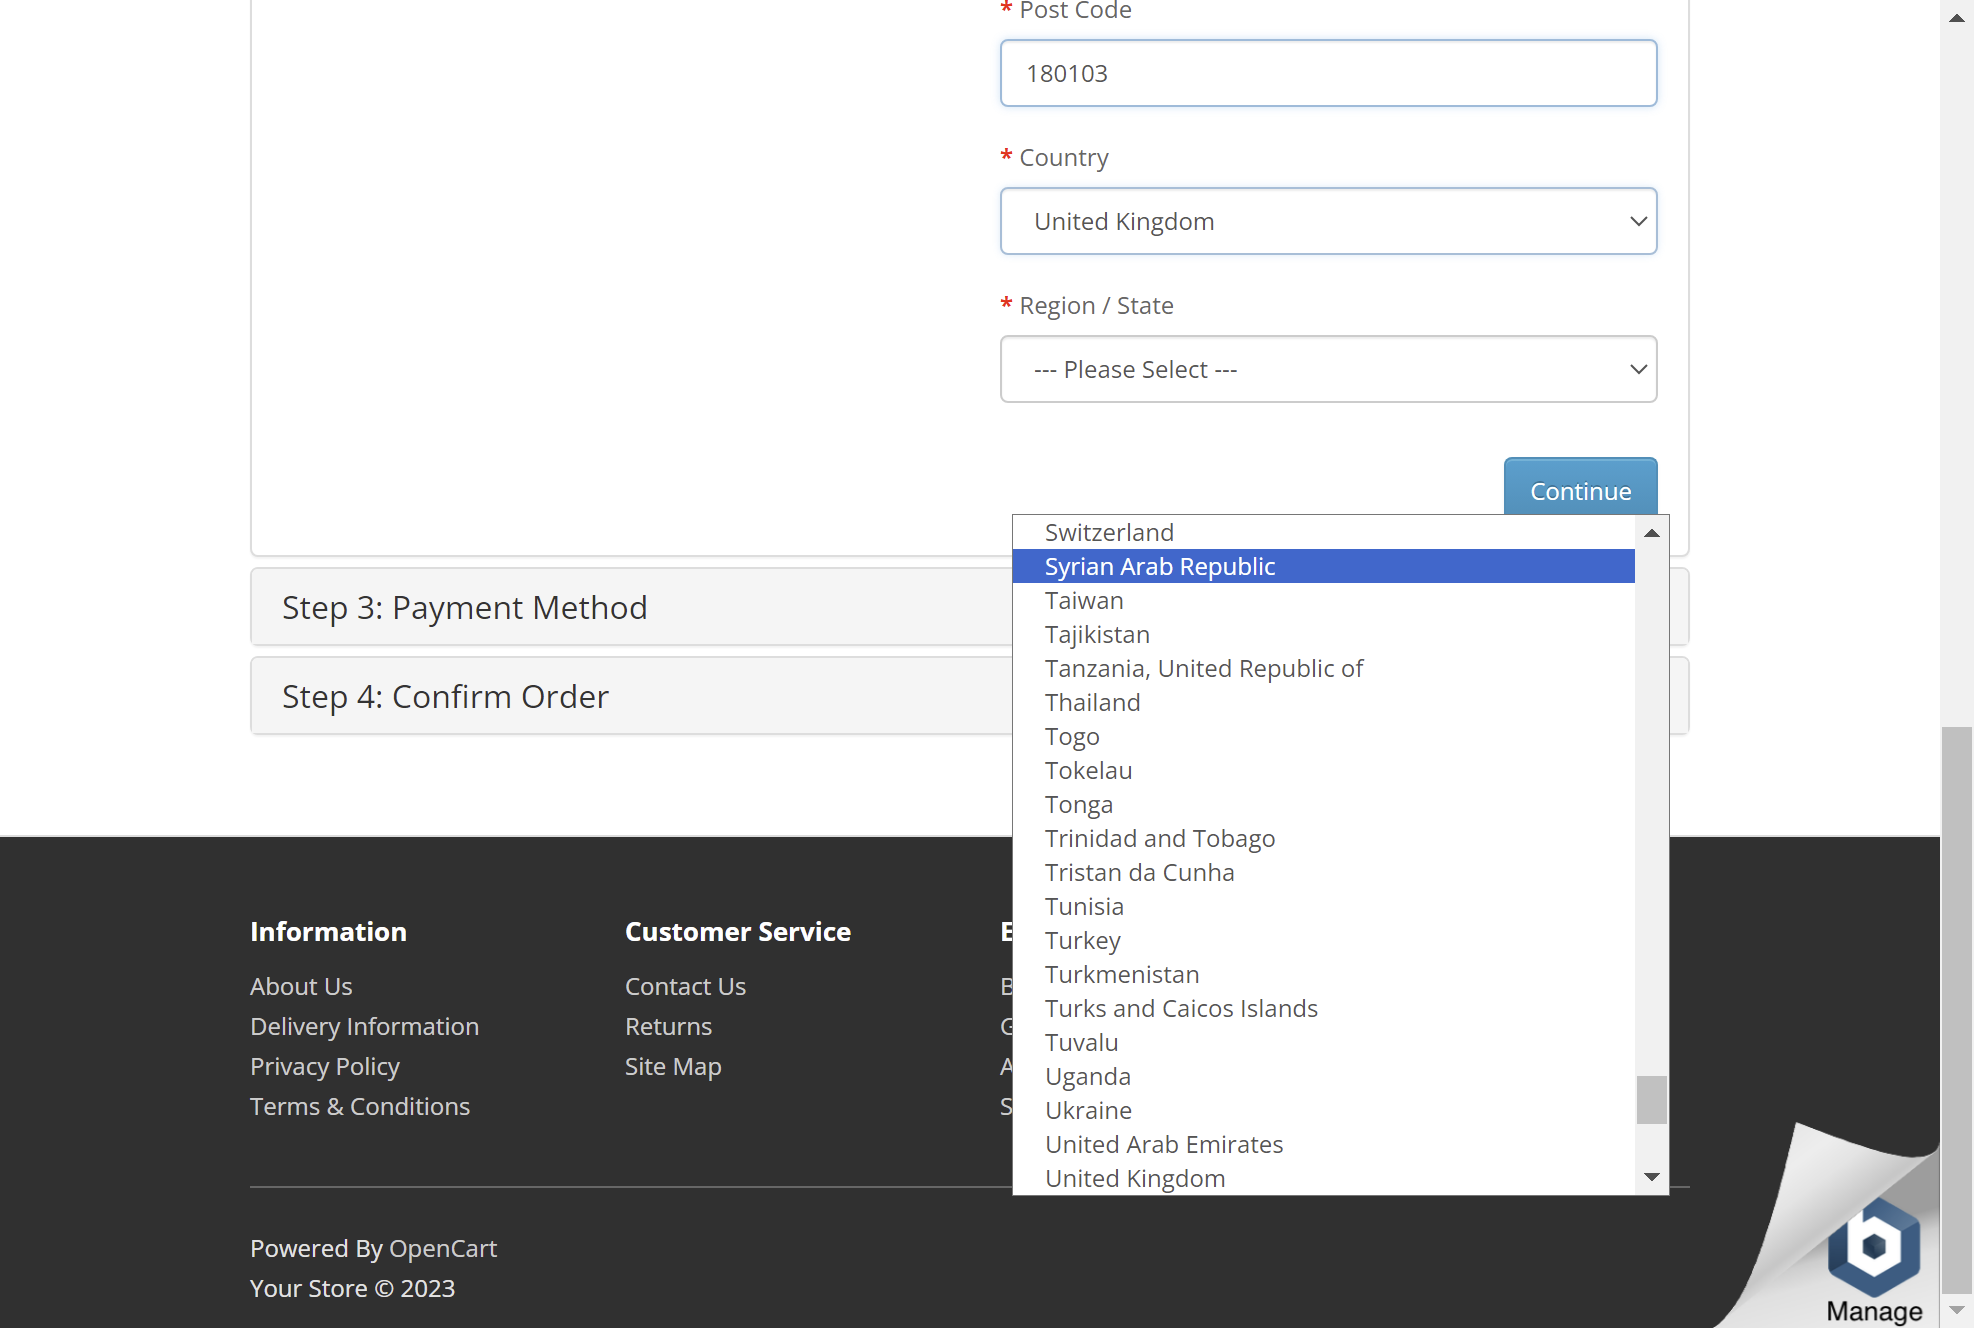 * Post Code
180103
* Country
United Kingdom
* Region / State
--- Please Select ---
Continue
Switzerland
Syrian Arab Republic
Taiwan
Tajikistan
Tanzania, United Republic of
Thailand
Togo
Tokelau
Tonga
Trinidad and Tobago
Tristan da Cunha
Tunisia
Turkey
Turkmenistan
Turks and Caicos Islands
Tuvalu
Uganda
Ukraine
United Arab Emirates
United Kingdom
Step 3: Payment Method
Step 4: Confirm Order
Information
About Us
Delivery Information
Privacy Policy
Terms & Conditions
Customer Service
Contact Us
Returns
Site Map
Powered By OpenCart
Your Store © 2023
b
Manage